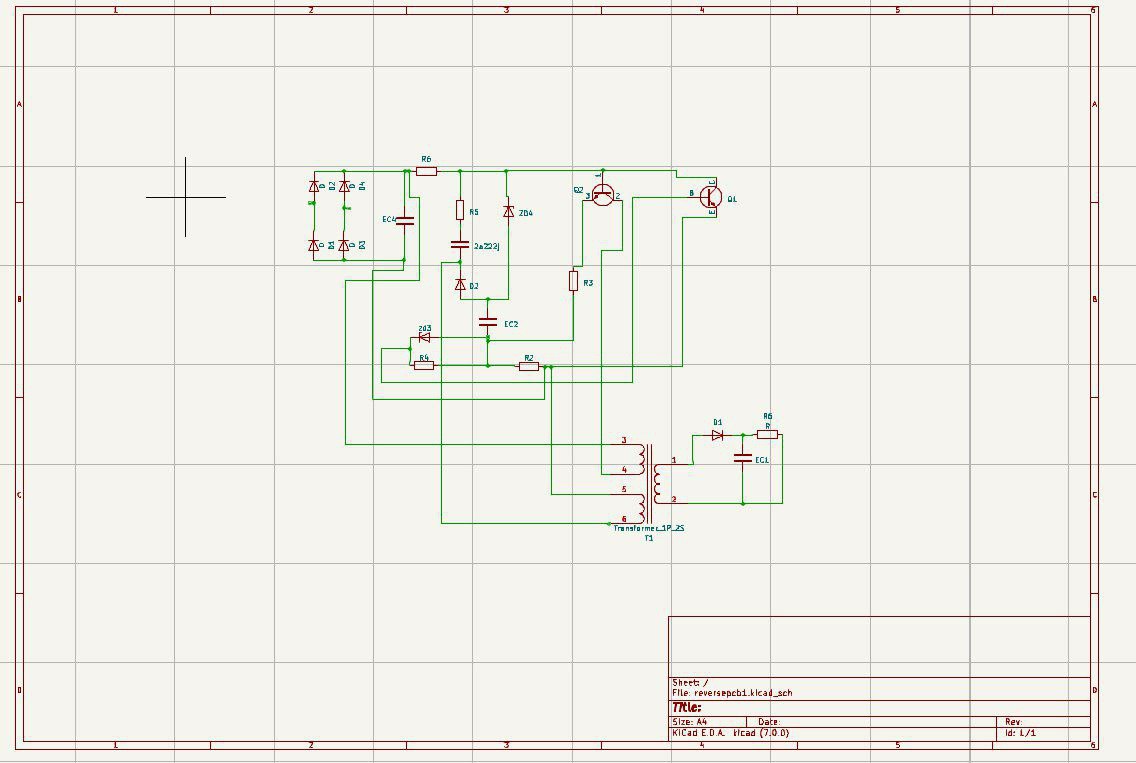 1 2 3 4 5 6
A A
R6
D D2 D D4
1
Q2 3 2
C
B Q1
E
R5
ZD4
EC4
D D1 D D3
2a222j
D2
R3
B B
EC2
zd3
R4
R2
R6
R
D1
3
1
EC1
4
5
C C
2
6
Transformer_1P_2S
T1
Sheet: /
File: reversepcb1.kicad_sch
D D
Title:
Size: A4 Date: Rev:
KiCad E.D.A. kicad (7.0.0) Id: 1/1
1 2 3 4 5 6